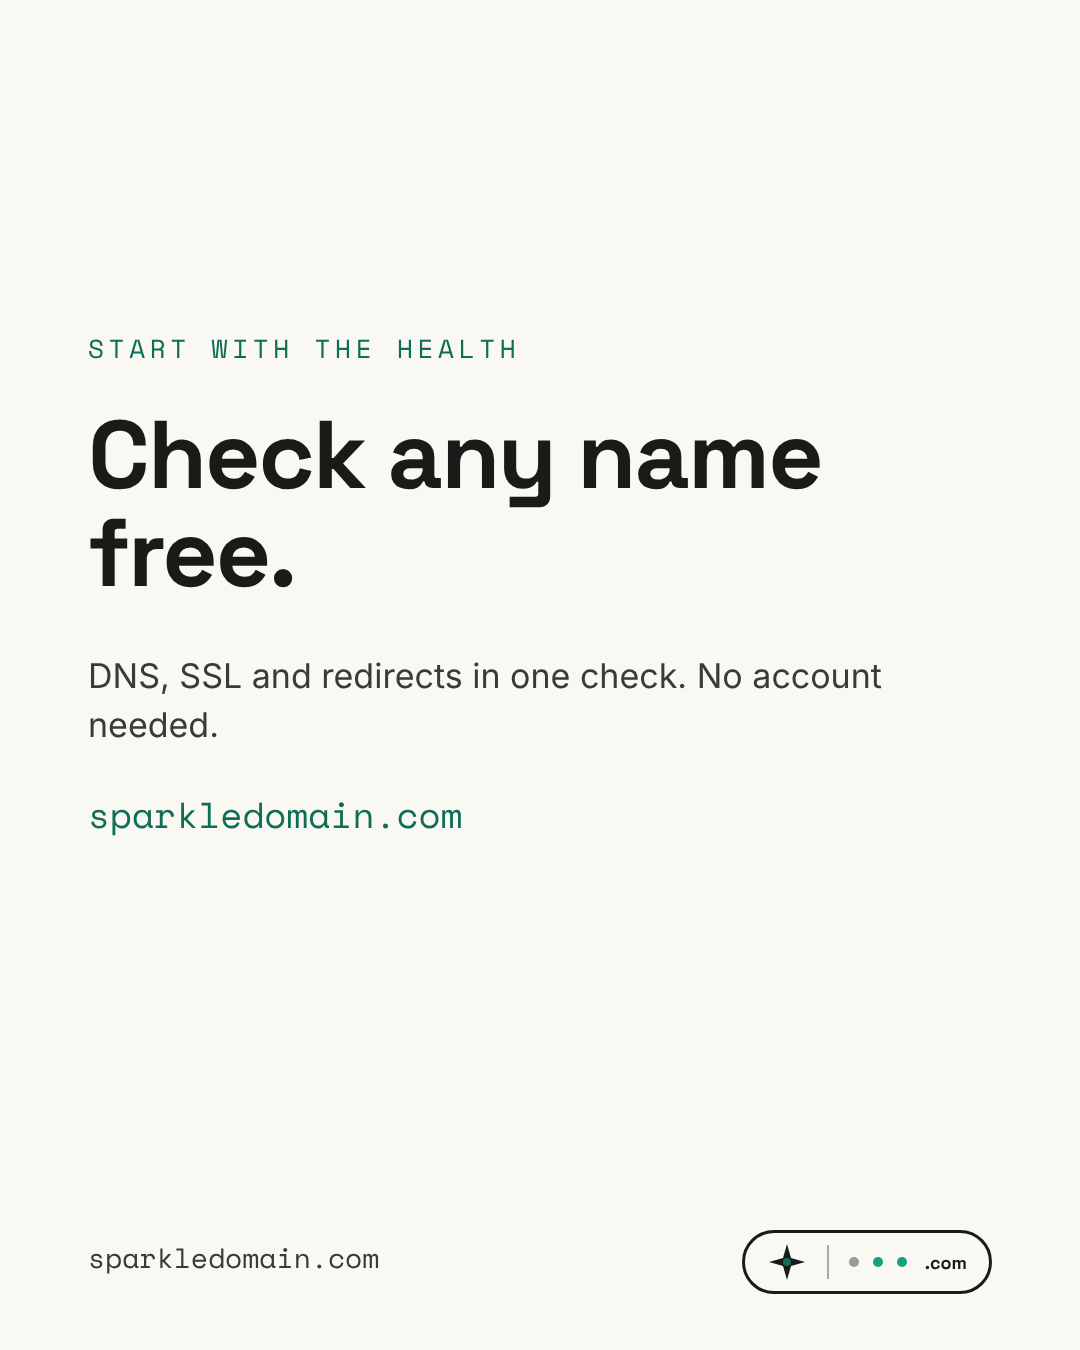 START WITH THE HEALTH
Check any name
free.
DNS, SSL and redirects in one check. No account
needed.
sparkledomain.com
sparkledomain.com
.com